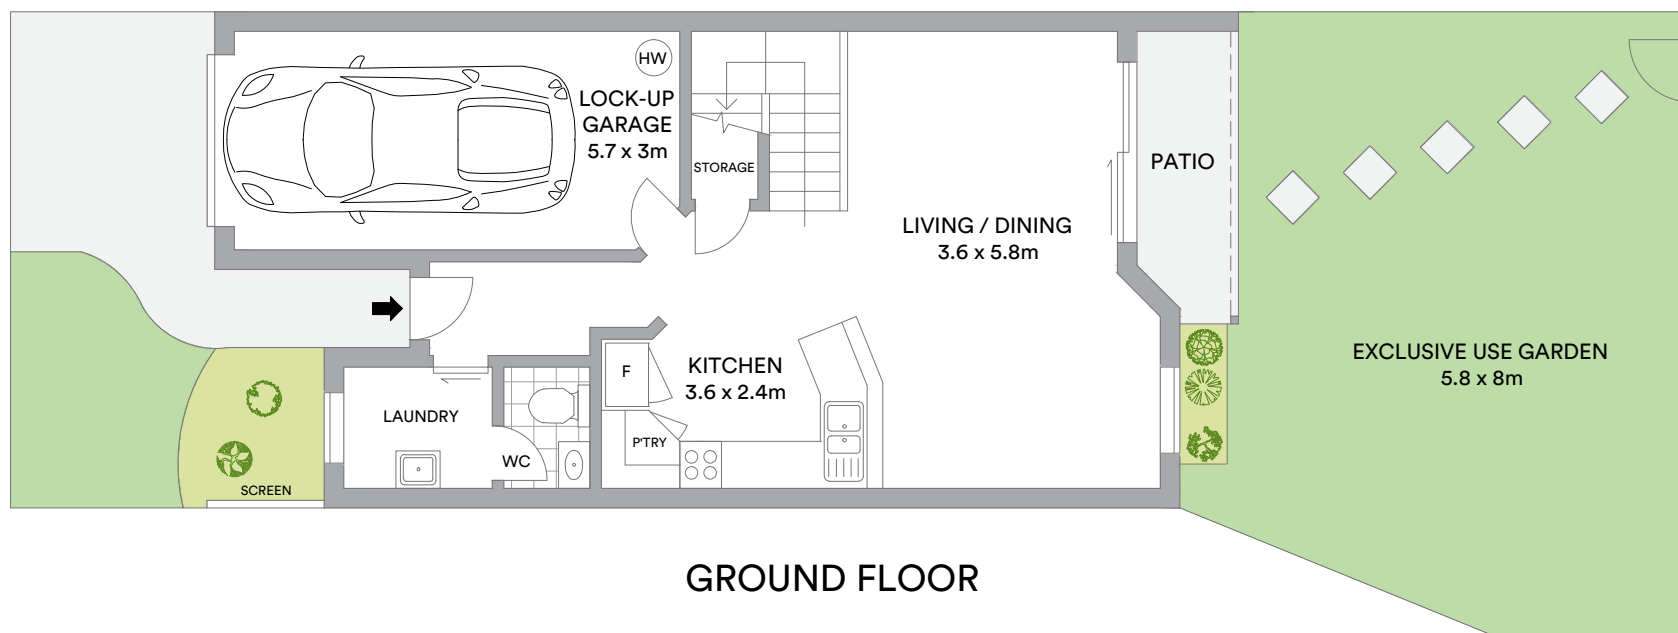 HW
LOCK-UP
GARAGE
5.7 x 3m
STORAGE
PATIO
LIVING / DINING
3.6 x 5.8m
EXCLUSIVE USE GARDEN
5.8 x 8m
KITCHEN
3.6 x 2.4m
F
P'TRY
LAUNDRY
WC
SCREEN
GROUND FLOOR